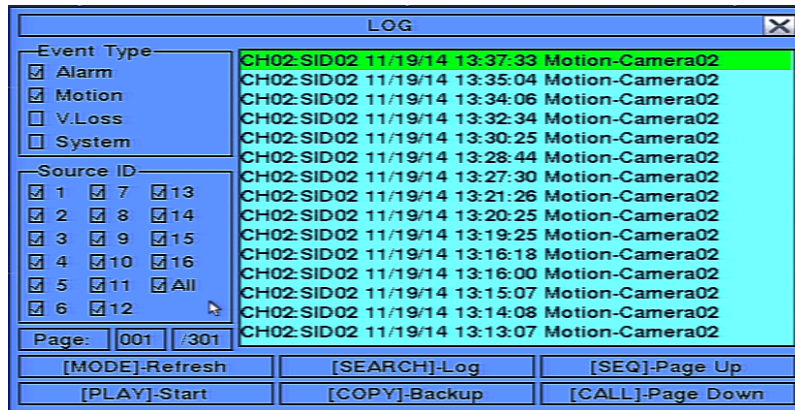 LOG
Event Type
Alarm
Motion
V.Loss
System
Source ID
1 7 13
2 8 14
3 9 15
4 10 16
5 11 All
6 12
Page: 001 /301
CH02:SID02 11/19/14 13:37:33 Motion-Camera02
CH02:SID02 11/19/14 13:35:04 Motion-Camera02
CH02:SID02 11/19/14 13:34:06 Motion-Camera02
CH02:SID02 11/19/14 13:32:34 Motion-Camera02
CH02:SID02 11/19/14 13:30:25 Motion-Camera02
CH02:SID02 11/19/14 13:28:44 Motion-Camera02
CH02:SID02 11/19/14 13:27:30 Motion-Camera02
CH02:SID02 11/19/14 13:21:26 Motion-Camera02
CH02:SID02 11/19/14 13:20:25 Motion-Camera02
CH02:SID02 11/19/14 13:19:25 Motion-Camera02
CH02:SID02 11/19/14 13:16:18 Motion-Camera02
CH02:SID02 11/19/14 13:16:00 Motion-Camera02
CH02:SID02 11/19/14 13:15:07 Motion-Camera02
CH02:SID02 11/19/14 13:14:08 Motion-Camera02
CH02:SID02 11/19/14 13:13:07 Motion-Camera02
[MODE]-Refresh [SEARCH]-Log [SEQ]-Page Up
[PLAY]-Start [COPY]-Backup [CALL]-Page Down